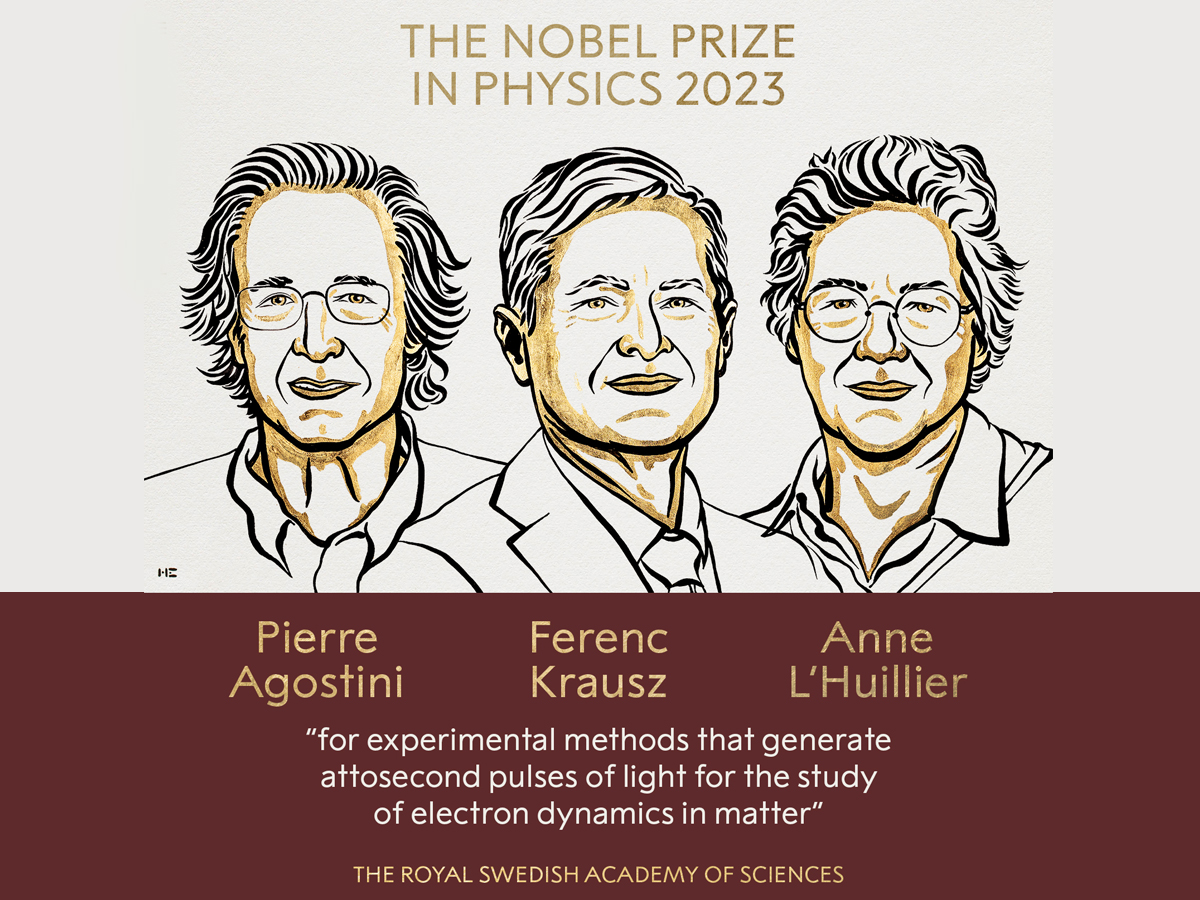 THE NOBEL PRIZE
IN PHYSICS 2023
Pierre
Agostini
Ferenc
Krausz
Anne
L’Huillier
”for experimental methods that generate
attosecond pulses of light for the study
of electron dynamics in matter”
THE ROYAL SWEDISH ACADEMY OF SCIENCES